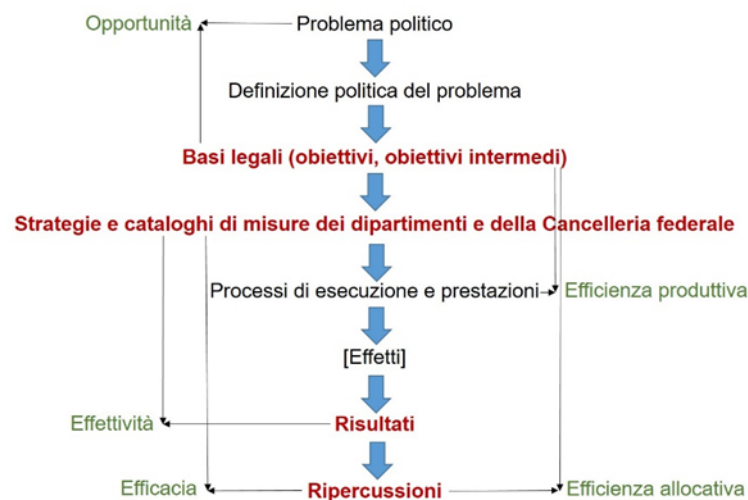 Opportunità
Problema politico
Definizione politica del problema
Basi legali (obiettivi, obiettivi intermedi)
Strategie e cataloghi di misure dei dipartimenti e della Cancelleria federale
Processi di esecuzione e prestazioni
Efficienza produttiva
[Effetti]
Effettività
Risultati
Efficacia
Ripercussioni
Efficienza allocativa